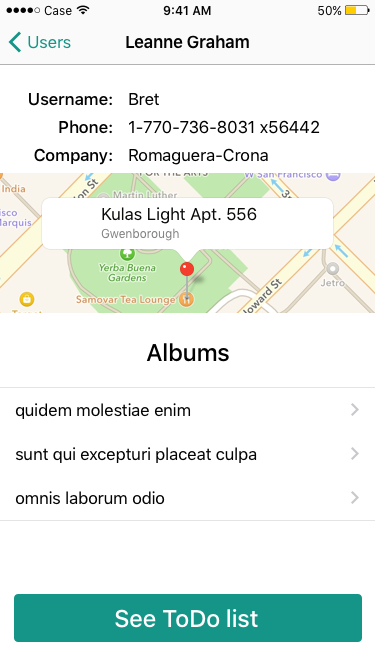 Case 9:41 AM 50%
Users Leanne Graham
Username: Bret
Phone: 1-770-736-8031 x56442
Company: Romaguera-Crona
FOR THE ARTS W San Francisco
India
Martin Luther
Kulas Light Apt. 556
Gwenborough
isco
Marquis
Yerba Buena
Gardens
Jetro
Samovar Tea Lounge
Howard St
Albums
quidem molestiae enim
sunt qui excepturi placeat culpa
omnis laborum odio
See ToDo list